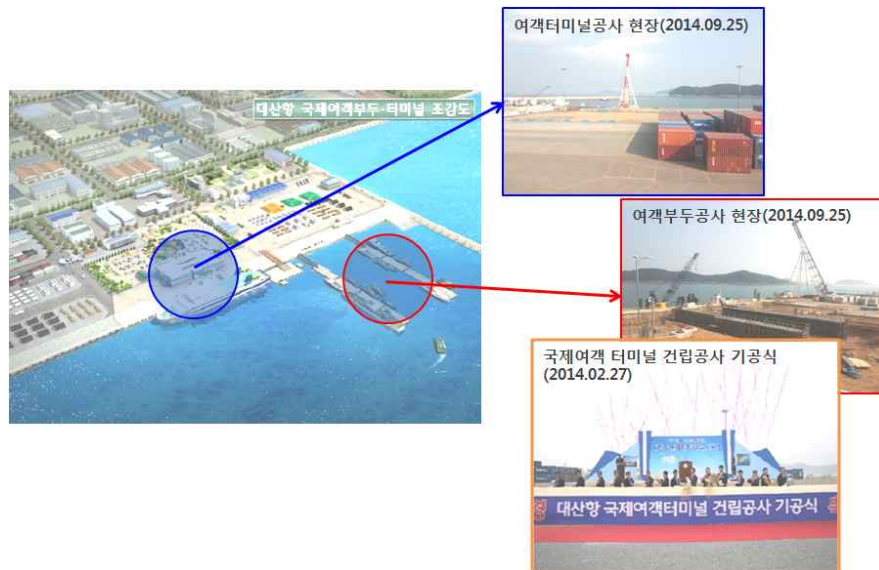 여객터미널공사 현장(2014.09.25)
대산항 국제여객부두·터미널 조감도
여객부두공사 현장(2014.09.25)
국제여객 터미널 건립공사 기공식
(2014.02.27)
대산항 국제여객터미널 건립공사 기공식